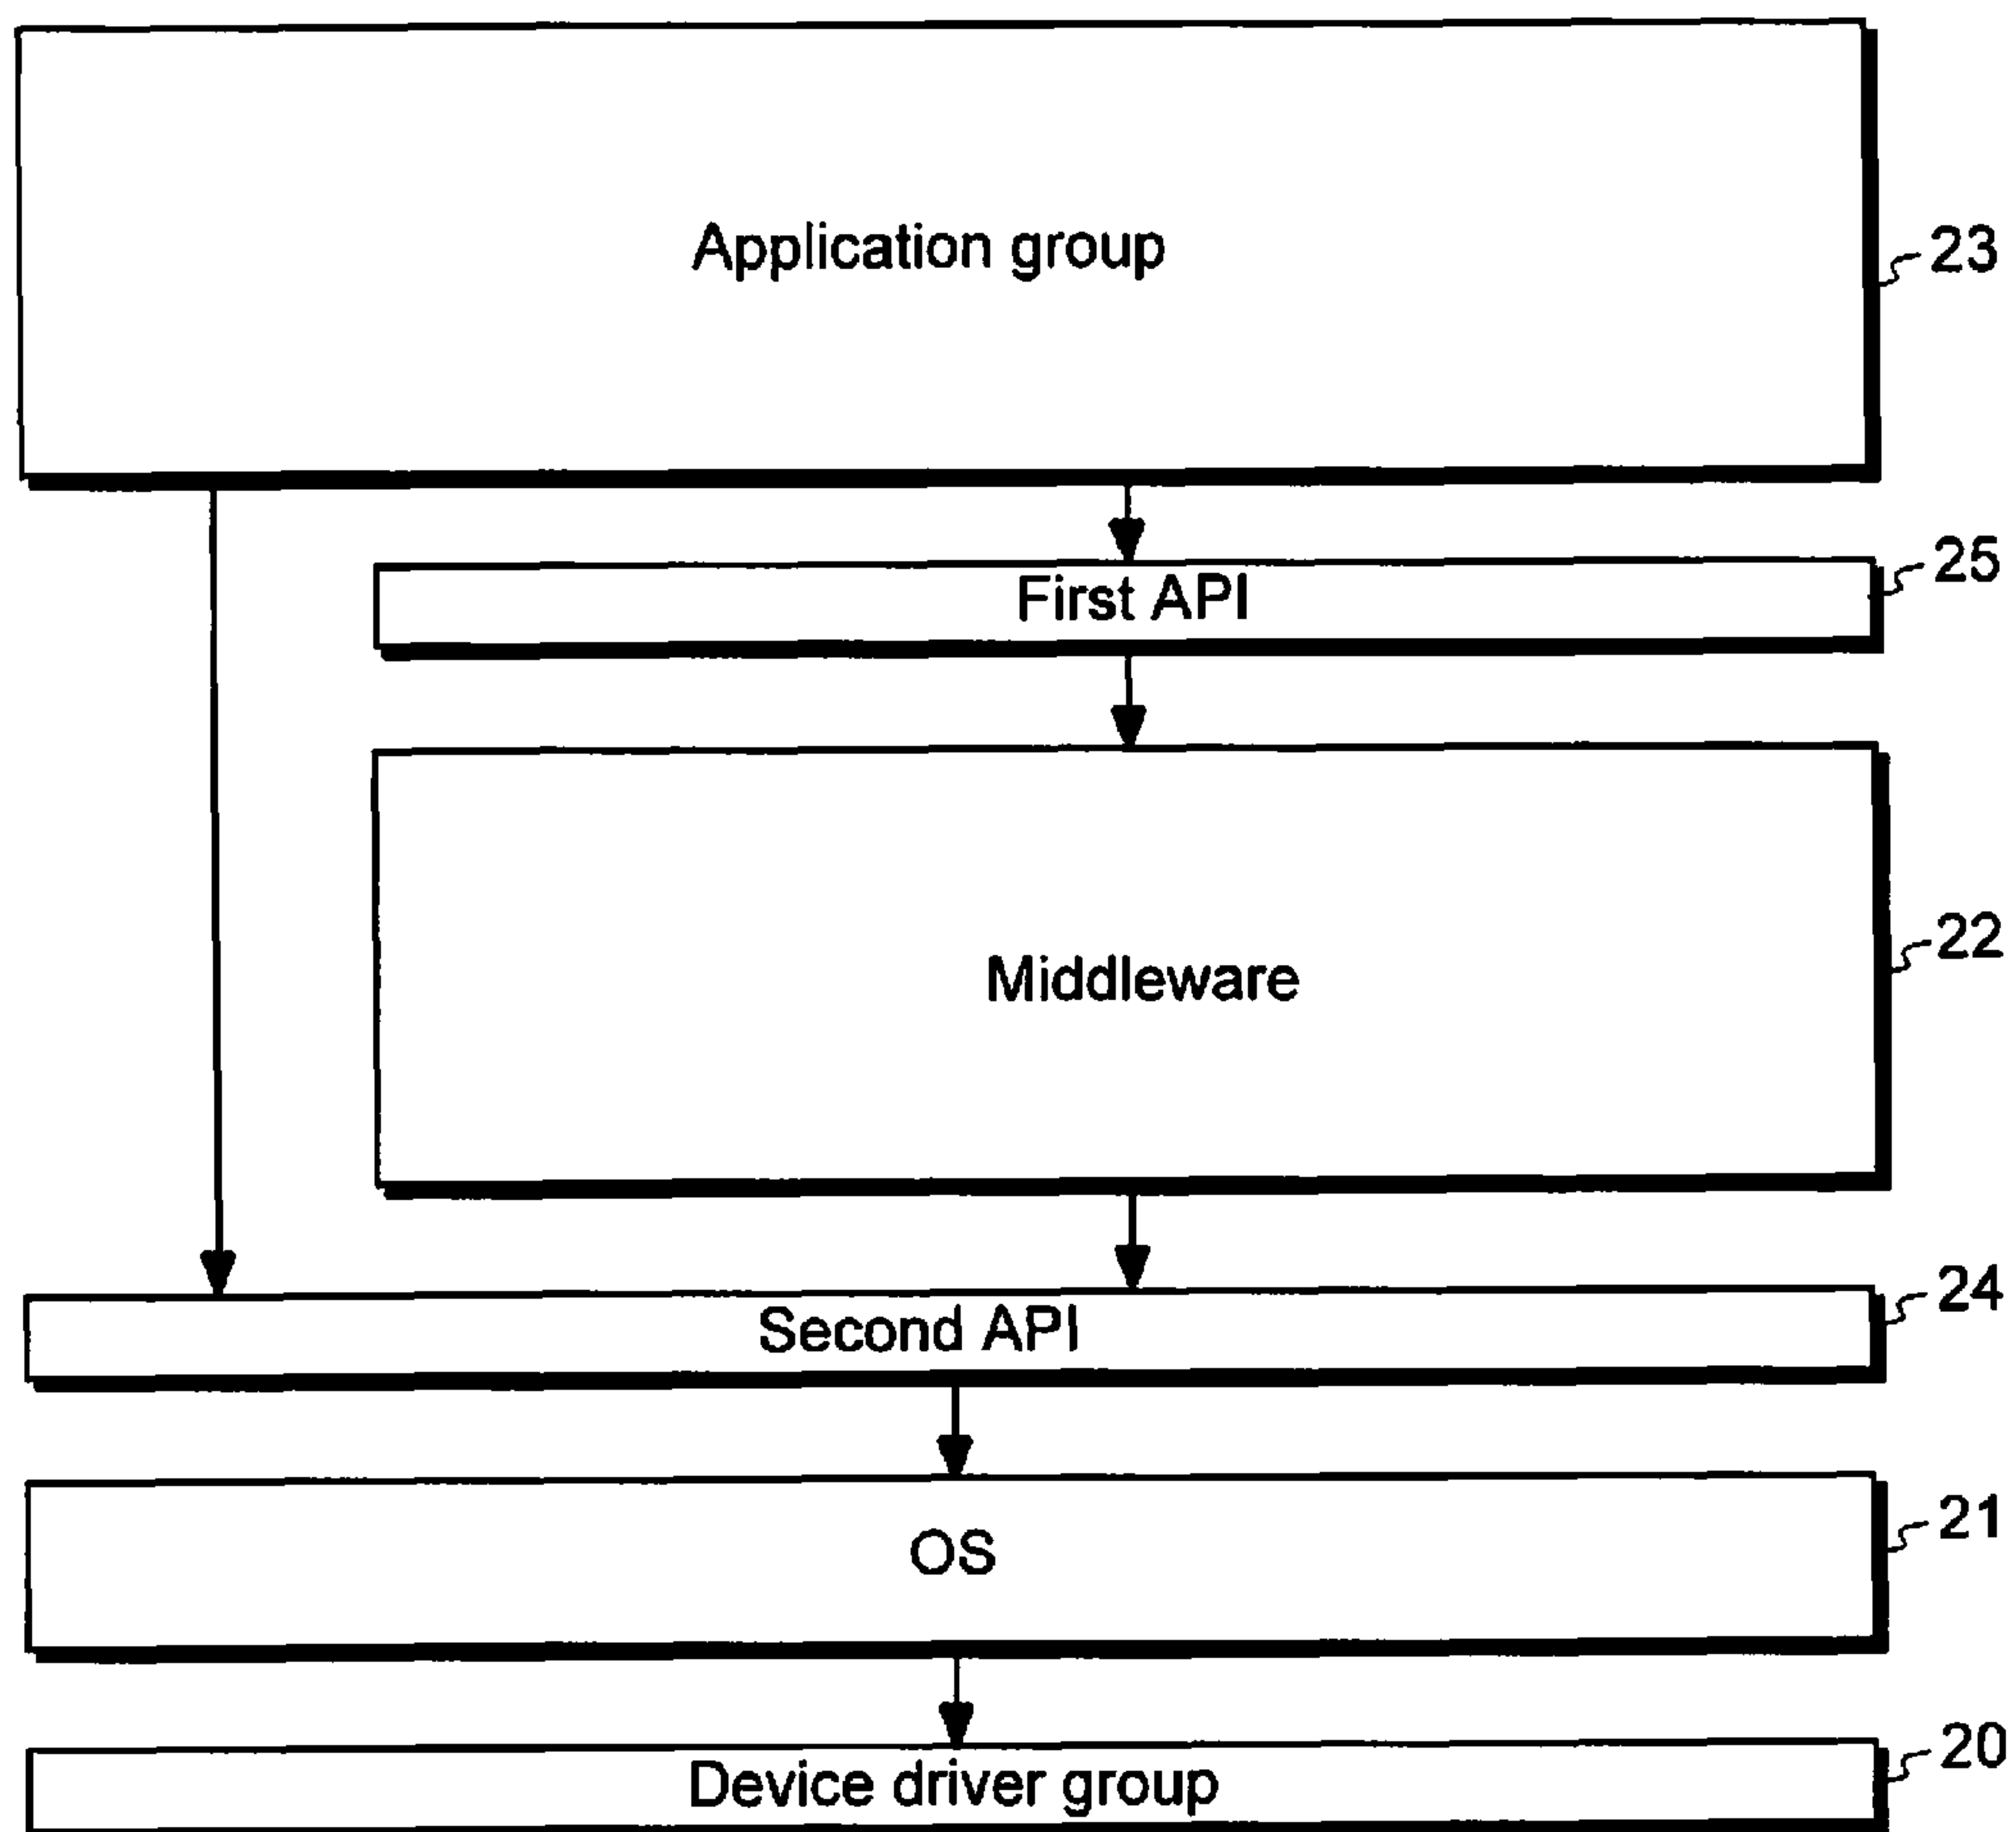 Application group
23
25
First API
22
Middleware
24
Second API
21
OS
20
Device driver group